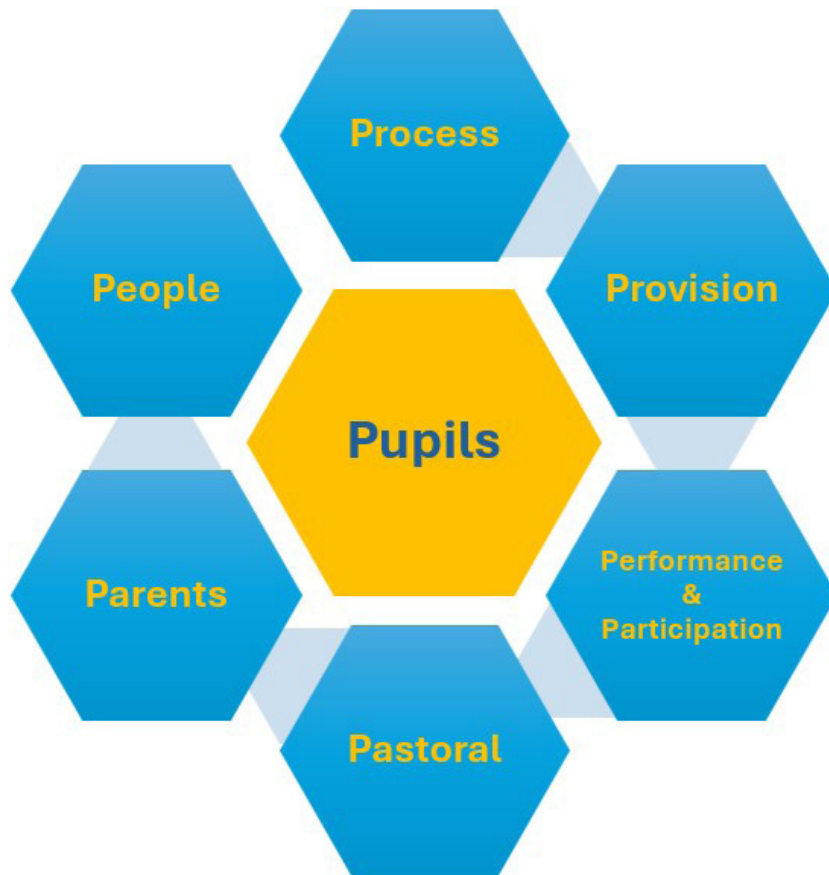 Process
People
Provision
Pupils
Parents
Performance
&
Participation
Pastoral